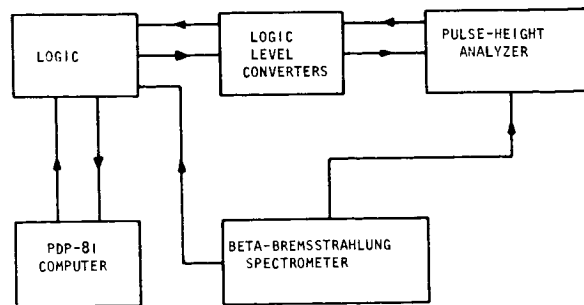 LOGIC
LOGIC
LEVEL
CONVERTERS
PULSE-HEIGHT
ANALYZER
PDP-8I
COMPUTER
BETA-BREMSSTRAHLUNG
SPECTROMETER